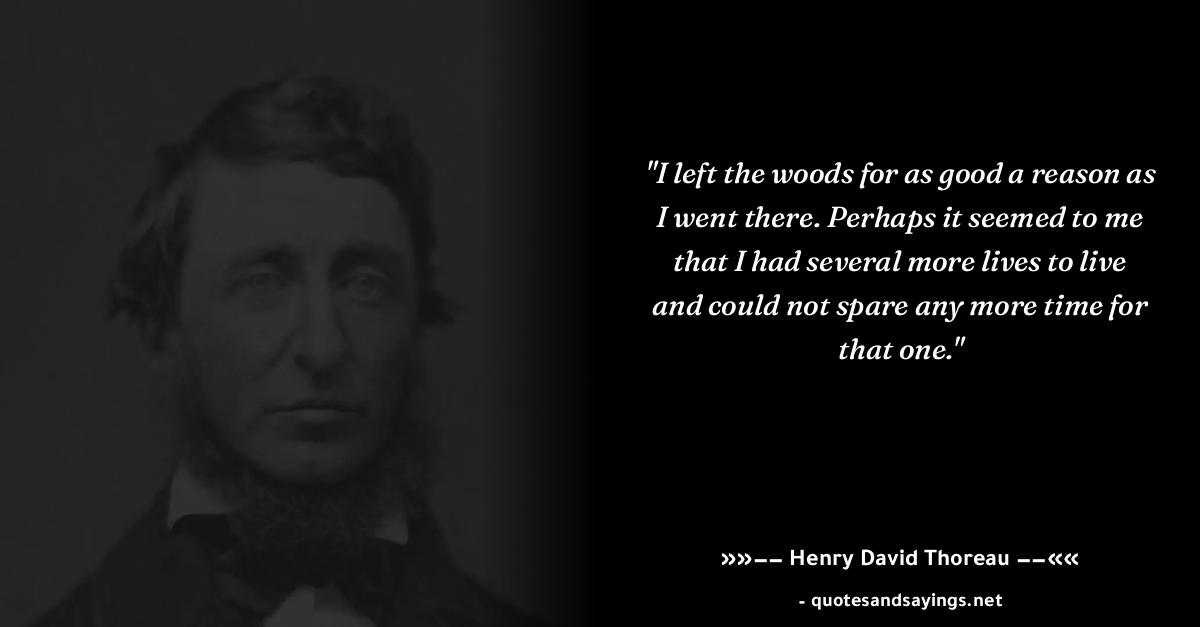 "I left the woods for as good a reason as
I went there. Perhaps it seemed to me
that I had several more lives to live
and could not spare any more time for
that one."
»»−− Henry David Thoreau −−««
- quotesandsayings.net